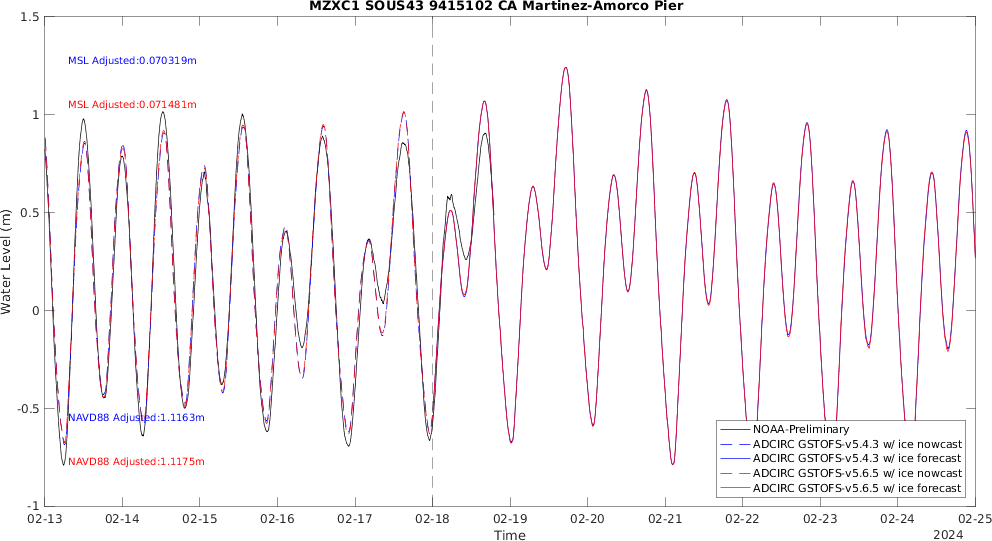 MZXC1 SOUS43 9415102 CA Martinez-Amorco Pier
1.5
1
0.5
0
-0.5
-1
Water Level (m)
MSL Adjusted:0.070319m
MSL Adjusted:0.071481m
NAVD88 Adjusted:1.1163m
NAVD88 Adjusted:1.1175m
NOAA-Preliminary
ADCIRC GSTOFS-v5.4.3 w/ ice nowcast
ADCIRC GSTOFS-v5.4.3 w/ ice forecast
ADCIRC GSTOFS-v5.6.5 w/ ice nowcast
ADCIRC GSTOFS-v5.6.5 w/ ice forecast
02-13 02-14 02-15 02-16 02-17 02-18 02-19 02-20 02-21 02-22 02-23 02-24 02-25
Time
2024